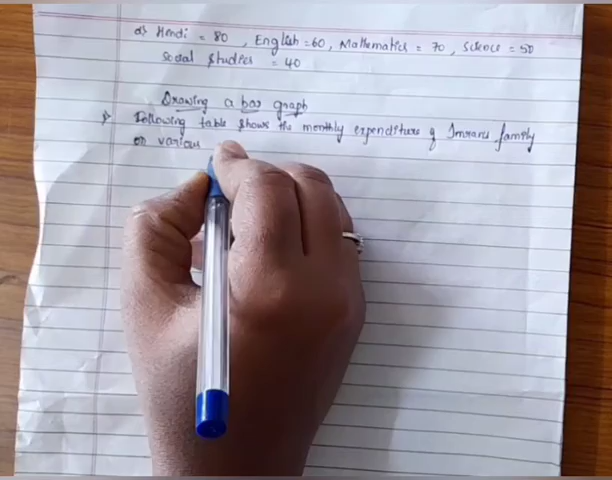 d) Hindi = 80, English = 60, Mathematics = 70, Science = 50
Social Studies = 40
Drawing a bar graph
Following table shows the monthly expenditure of Imrans family
on various